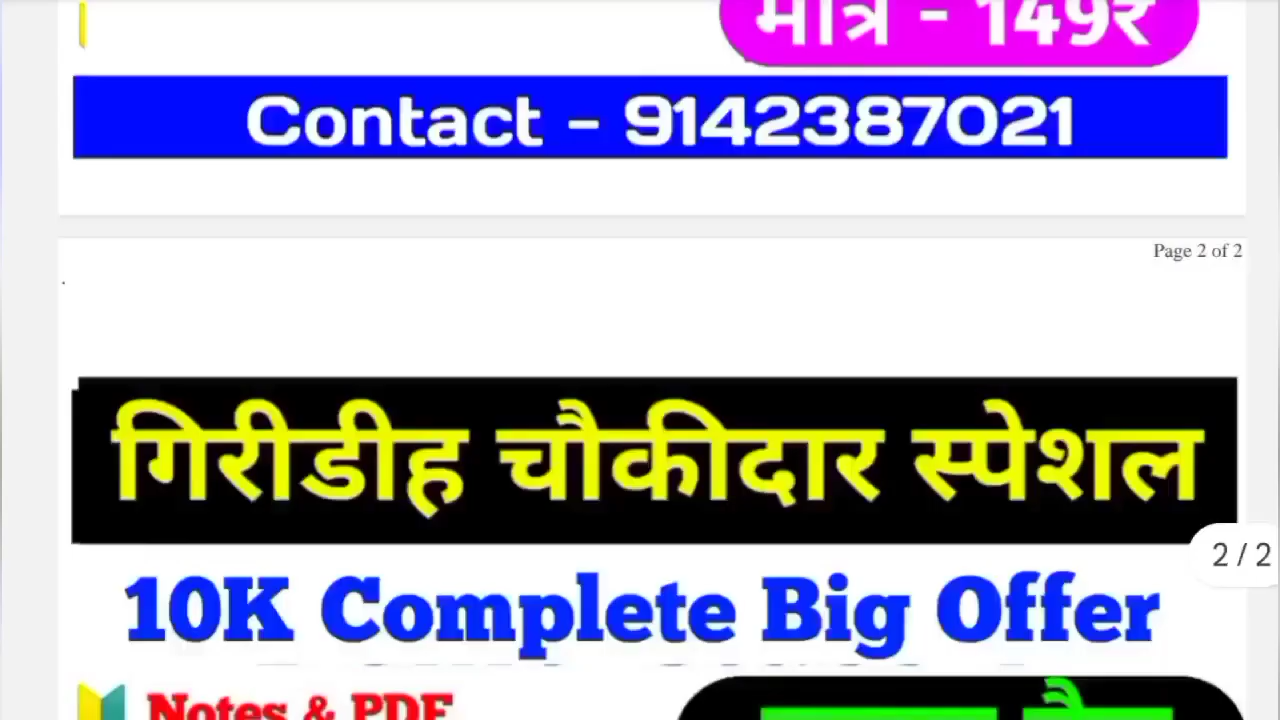 मात्र - 149₹
Contact - 9142387021
Page 2 of 2
गिरीडीह चौकीदार स्पेशल
2 / 2
10K Complete Big Offer
Notes & PDF